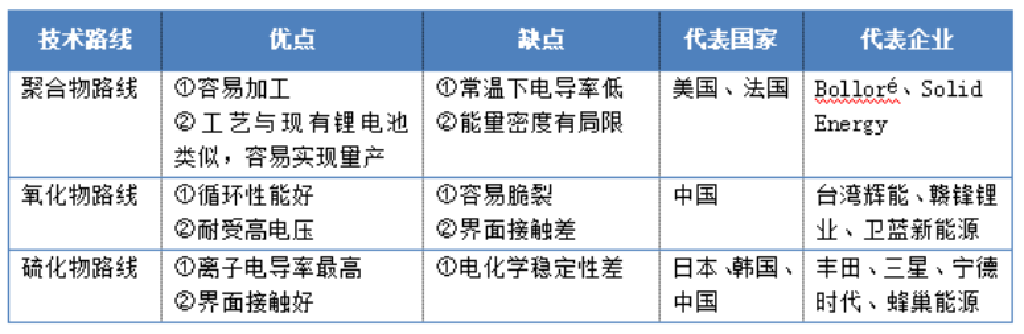 技术路线 优点 缺点 代表国家 代表企业
聚合物路线 ①容易加工 ①常温下电导率低 美国、法国 Bolloré、Solid
②工艺与现有锂电池 ②能量密度有局限 Energy
类似，容易实现量产
氧化物路线 ①循环性能好 ①容易脆裂 中国 台湾辉能、赣锋锂
②耐受高电压 ②界面接触差 业、卫蓝新能源
硫化物路线 ①离子电导率最高 ①电化学稳定性差 日本、韩国、 丰田、三星、宁德
②界面接触好 中国 时代、蜂巢能源